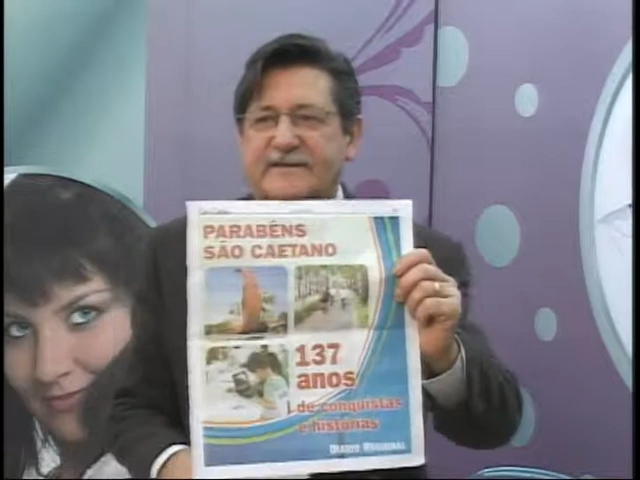 PARABÉNS
SÃO CAETANO
137
anos
de conquistas
e histórias
DIÁRIO REGIONAL